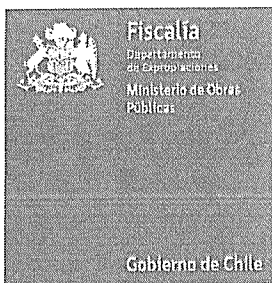 Fiscalía
Departamento
de Expropiaciones
Ministerio de Obras
Públicas
Gobierno de Chile